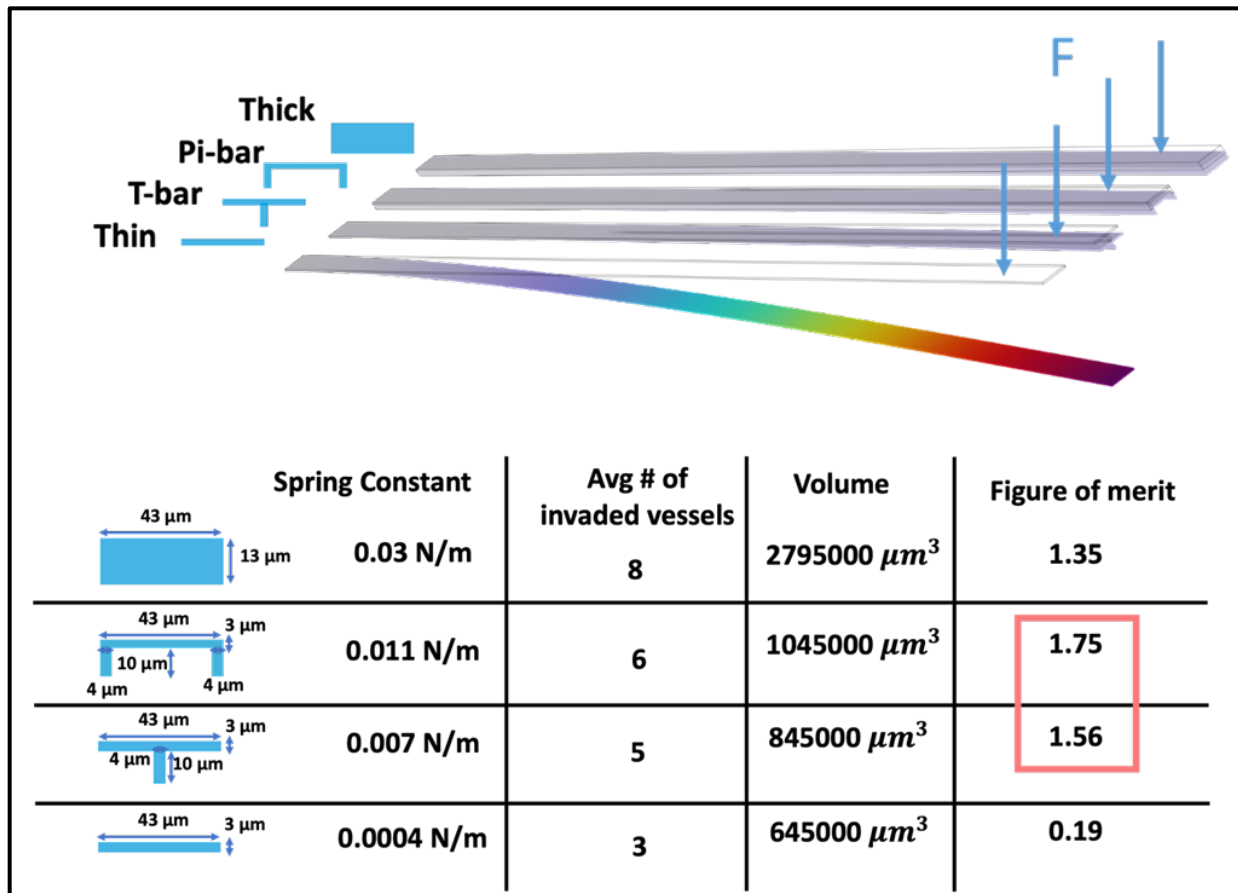 F
Thick
Pi-bar
T-bar
Thin
Spring Constant
Avg # of
invaded vessels
Volume
Figure of merit
43 μm
13 μm
0.03 N/m
8
2795000 μm³
1.35
43 μm
3 μm
10 μm
4 μm
4 μm
0.011 N/m
6
1045000 μm³
1.75
43 μm
3 μm
4 μm
10 μm
0.007 N/m
5
845000 μm³
1.56
43 μm
3 μm
0.0004 N/m
3
645000 μm³
0.19